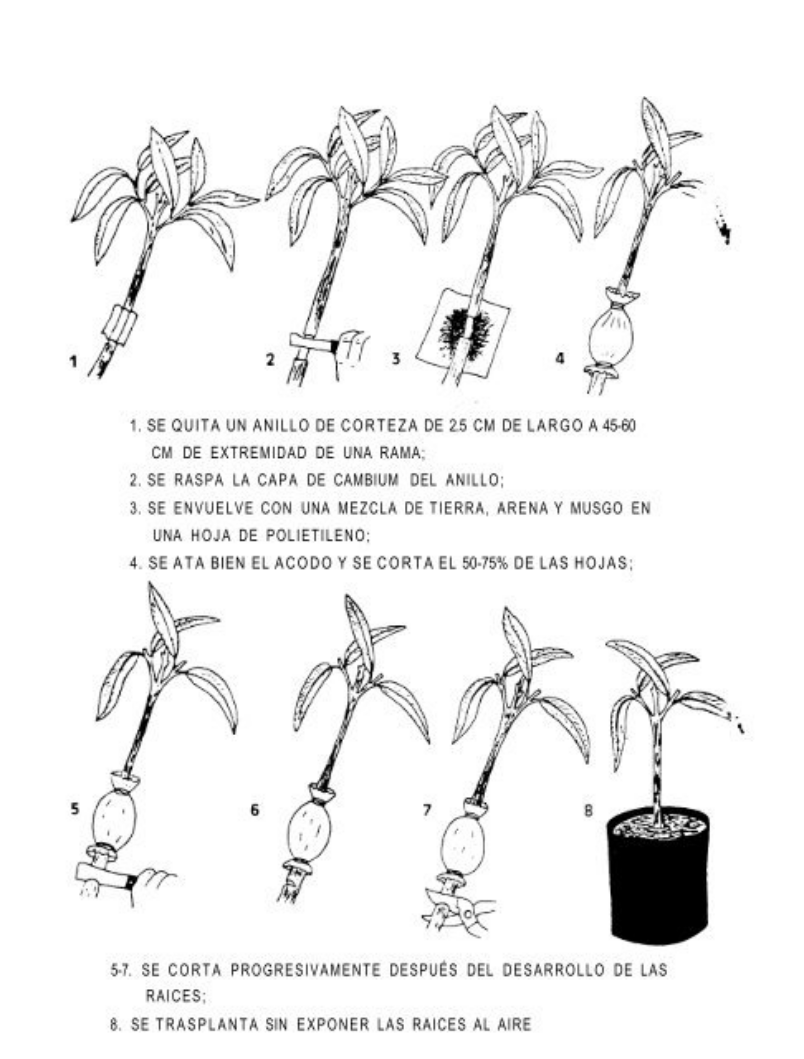 1
2
3
4
1. SE QUITA UN ANILLO DE CORTEZA DE 2.5 CM DE LARGO A 45-60
CM DE EXTREMIDAD DE UNA RAMA;
2. SE RASPA LA CAPA DE CAMBIUM DEL ANILLO;
3. SE ENVUELVE CON UNA MEZCLA DE TIERRA, ARENA Y MUSGO EN
UNA HOJA DE POLIETILENO;
4. SE ATA BIEN EL ACODO Y SE CORTA EL 50-75% DE LAS HOJAS;
5
6
7
8
5-7. SE CORTA PROGRESIVAMENTE DESPUÉS DEL DESARROLLO DE LAS
RAICES;
8. SE TRASPLANTA SIN EXPONER LAS RAICES AL AIRE